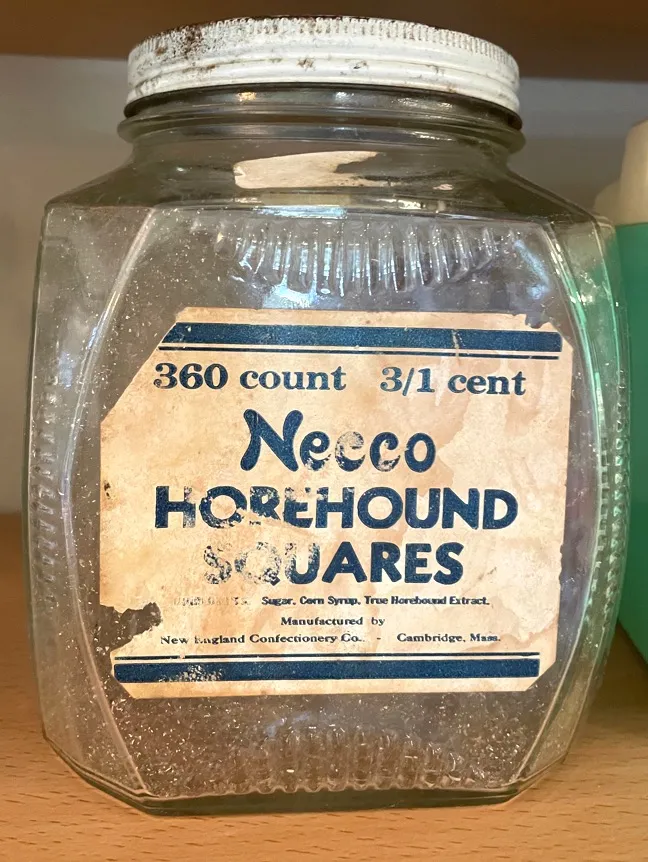 360 count 3/1 cent
Necco
HOREHOUND
SQUARES
Sugar, Corn Syrup, True Horehound Extract.
Manufactured by
New England Confectionery Co. - Cambridge, Mass.